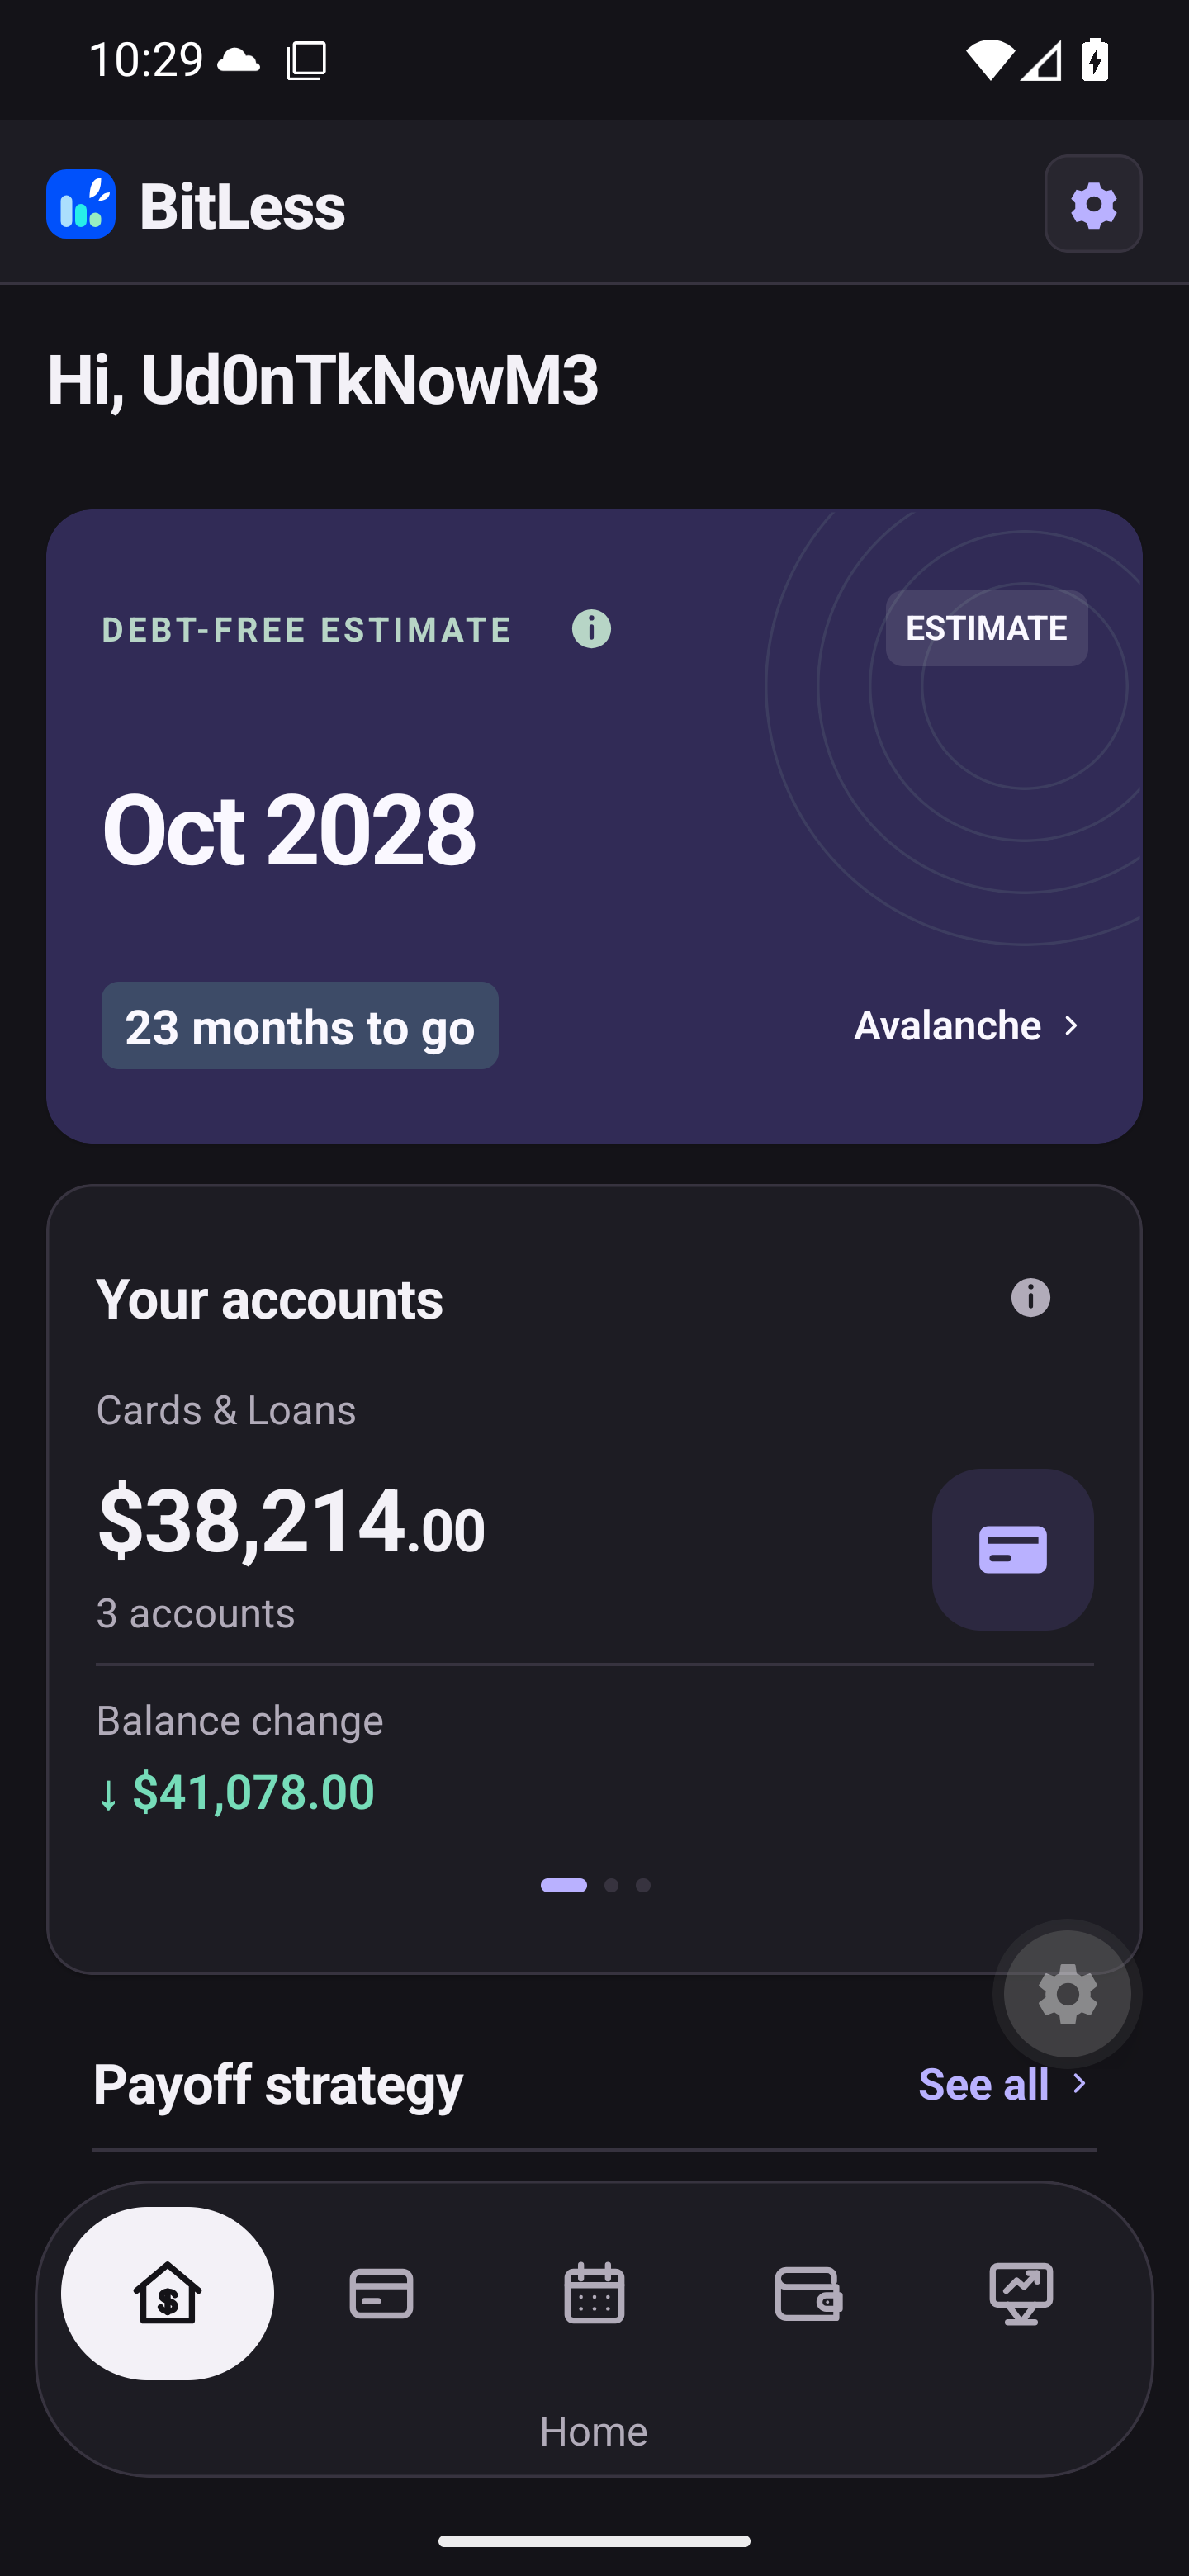 10:29
BitLess
Hi, Ud0nTkNowM3
DEBT-FREE ESTIMATE
ESTIMATE
Oct 2028
23 months to go
Avalanche
Your accounts
Cards & Loans
$38,214.00
3 accounts
Balance change
↓ $41,078.00
Payoff strategy
See all
Home